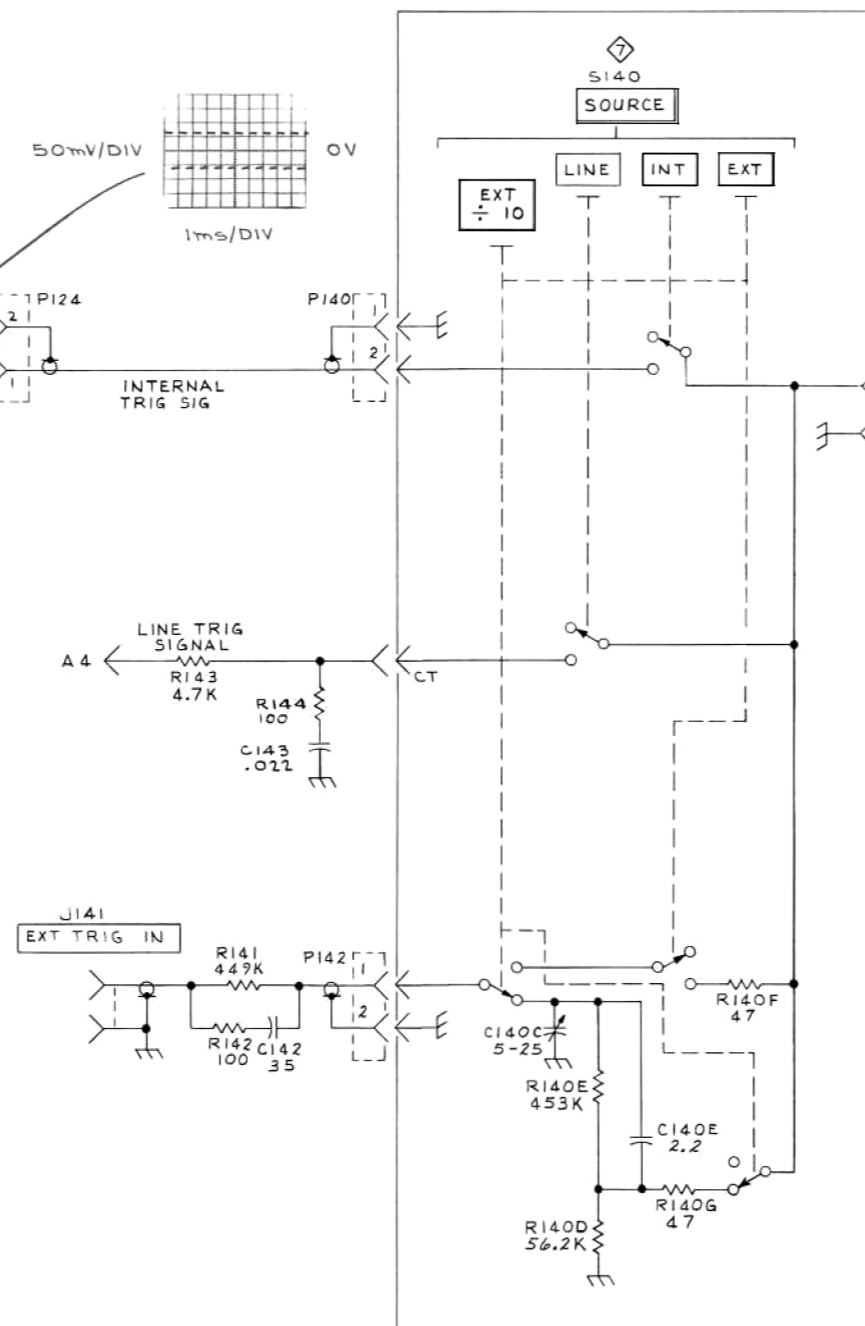 7
S140
SOURCE
50mV/DIV
0V
1ms/DIV
EXT
÷ 10
LINE
INT
EXT
P124
2
1
P140
1
2
INTERNAL
TRIG SIG
LINE TRIG
SIGNAL
A4
R143
4.7K
CT
R144
100
C143
.022
J141
EXT TRIG IN
R141
449K
R142
100
C142
35
P142
1
2
C140C
5-25
R140E
453K
C140E
2.2
R140F
47
R140G
47
R140D
56.2K